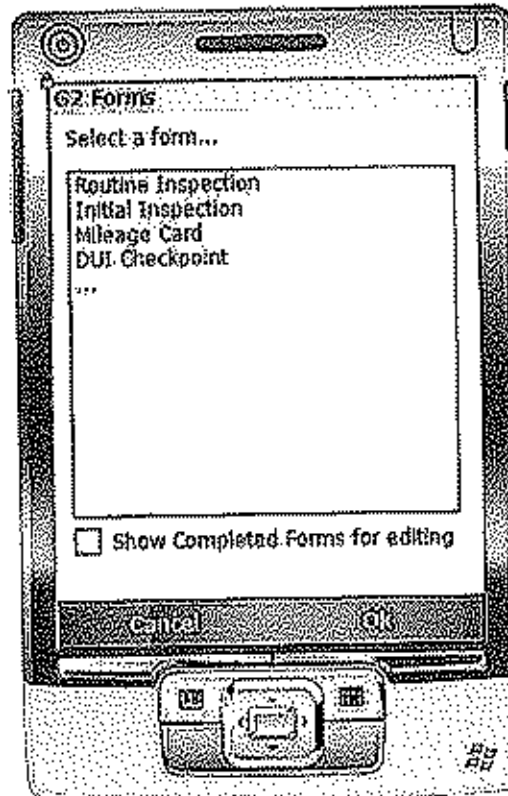 G2 Forms
Select a form...
Routine Inspection
Initial Inspection
Mileage Card
DUI Checkpoint
...
Show Completed Forms for editing
Cancel Ok